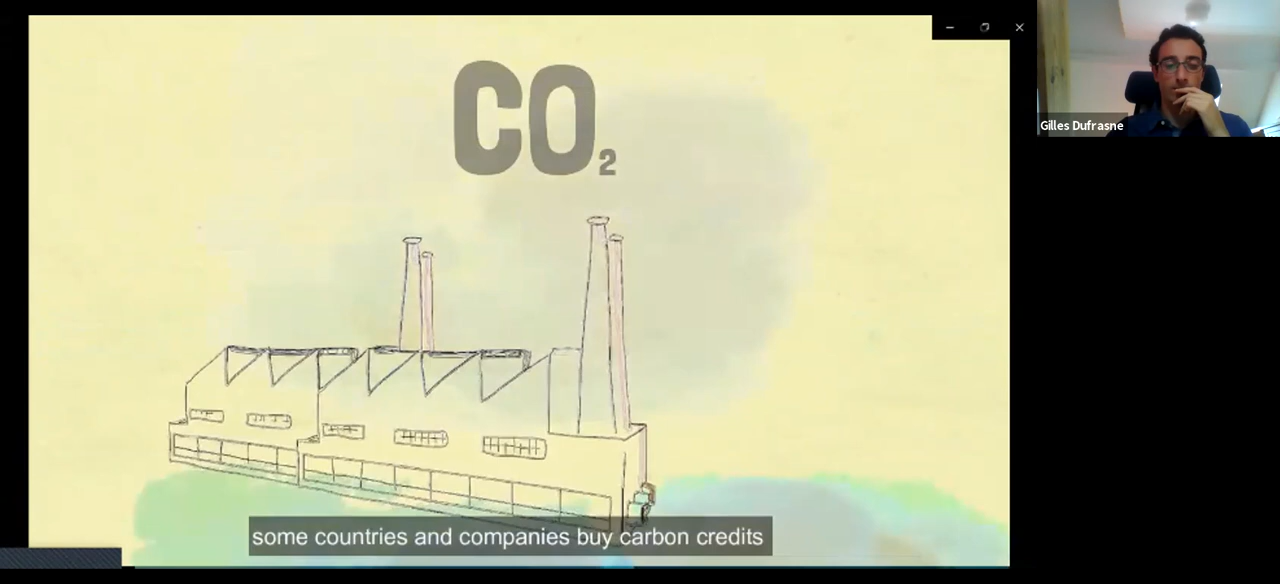 CO₂
Gilles Dufrasne
some countries and companies buy carbon credits